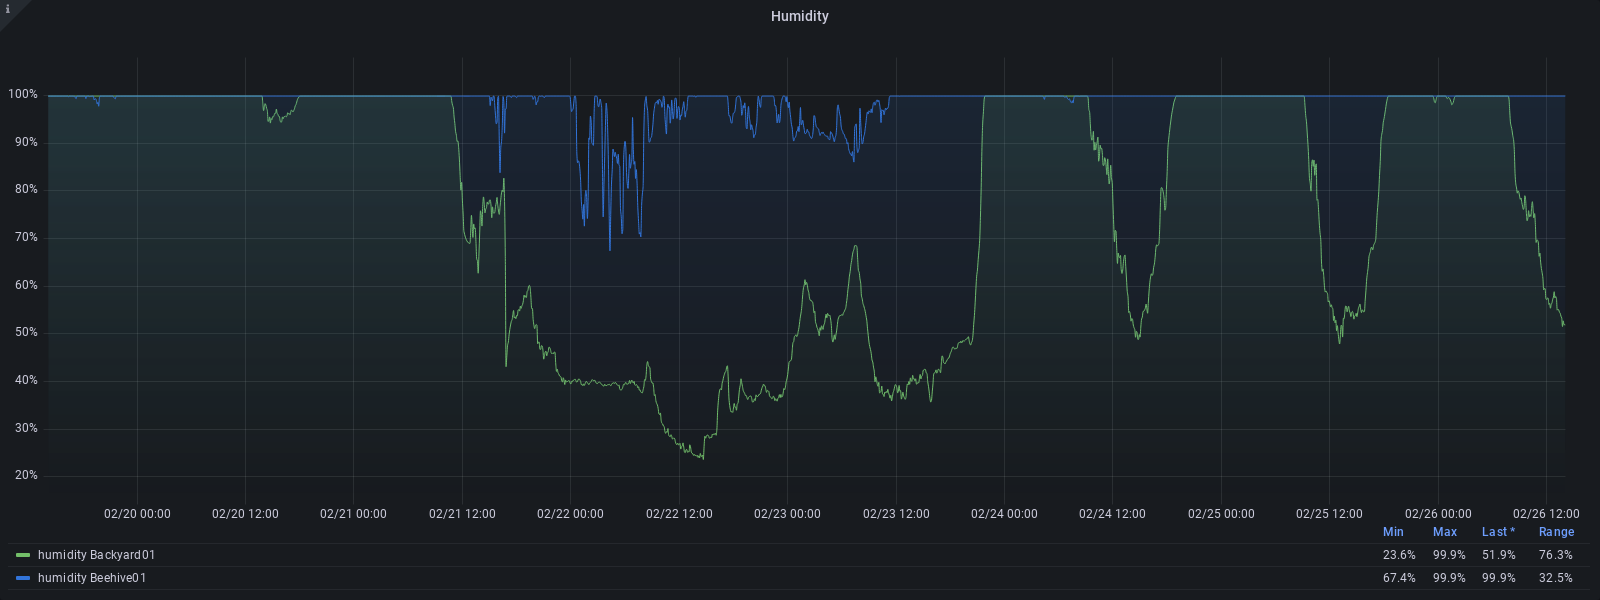 i
Humidity
100%
90%
80%
70%
60%
50%
40%
30%
20%
02/20 00:00 02/20 12:00 02/21 00:00 02/21 12:00 02/22 00:00 02/22 12:00 02/23 00:00 02/23 12:00 02/24 00:00 02/24 12:00 02/25 00:00 02/25 12:00 02/26 00:00 02/26 12:00
Min Max Last * Range
humidity Backyard01 23.6% 99.9% 51.9% 76.3%
humidity Beehive01 67.4% 99.9% 99.9% 32.5%